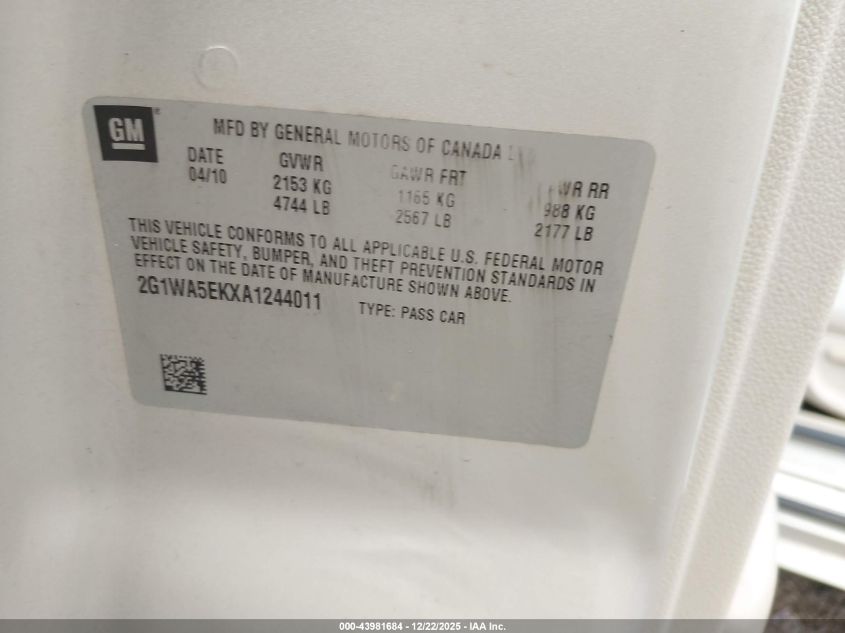 GM ®
MFD BY GENERAL MOTORS OF CANADA
DATE GVWR GAWR FRT WR RR
04/10 2153 KG 1165 KG 988 KG
4744 LB 2567 LB 2177 LB
THIS VEHICLE CONFORMS TO ALL APPLICABLE U.S. FEDERAL MOTOR
VEHICLE SAFETY, BUMPER, AND THEFT PREVENTION STANDARDS IN
EFFECT ON THE DATE OF MANUFACTURE SHOWN ABOVE.
2G1WA5EKXA1244011 TYPE: PASS CAR
000-43981684 - 12/22/2025 - IAA Inc.